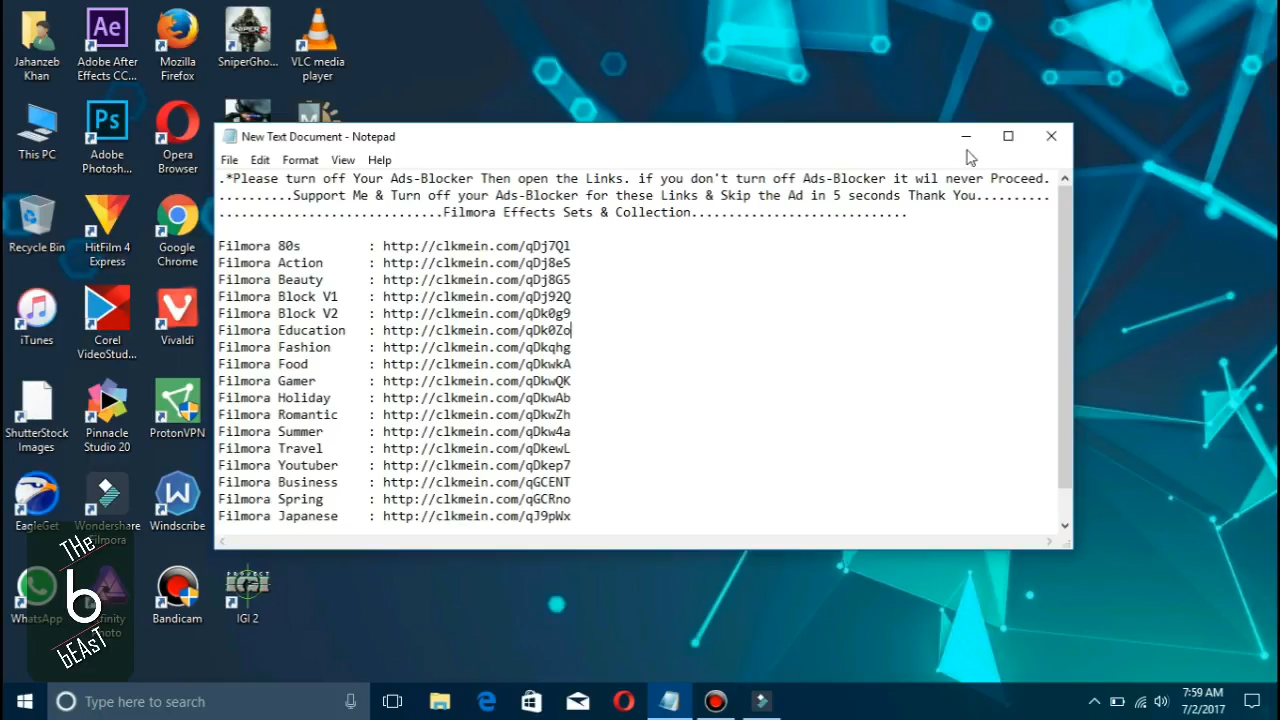 Jahanzeb
Khan
Ae
Adobe After
Effects CC...
Mozilla
Firefox
SniperGho...
VLC media
player
This PC
Ps
Adobe
Photosh...
Opera
Browser
Recycle Bin
HitFilm 4
Express
Google
Chrome
iTunes
Corel
VideoStud...
Vivaldi
ShutterStock
Images
Pinnacle
Studio 20
ProtonVPN
EagleGet
Wondershare
Filmora
Windscribe
WhatsApp
Bandicam
IGI 2
New Text Document - Notepad
File Edit Format View Help
.*Please turn off Your Ads-Blocker Then open the Links. if you don't turn off Ads-Blocker it wil never Proceed.
..........Support Me & Turn off your Ads-Blocker for these Links & Skip the Ad in 5 seconds Thank You..........
..............................Filmora Effects Sets & Collection.............................
Filmora 80s : http://clkmein.com/qDj7Ql
Filmora Action : http://clkmein.com/qDj8eS
Filmora Beauty : http://clkmein.com/qDj8G5
Filmora Block V1 : http://clkmein.com/qDj92Q
Filmora Block V2 : http://clkmein.com/qDk0g9
Filmora Education : http://clkmein.com/qDk0Zo
Filmora Fashion : http://clkmein.com/qDkqhg
Filmora Food : http://clkmein.com/qDkwkA
Filmora Gamer : http://clkmein.com/qDkwQK
Filmora Holiday : http://clkmein.com/qDkwAb
Filmora Romantic : http://clkmein.com/qDkwZh
Filmora Summer : http://clkmein.com/qDkw4a
Filmora Travel : http://clkmein.com/qDkewL
Filmora Youtuber : http://clkmein.com/qDkep7
Filmora Business : http://clkmein.com/qGCENT
Filmora Spring : http://clkmein.com/qGCRno
Filmora Japanese : http://clkmein.com/qJ9pWx
THe
b
bEAsT
Type here to search
7:59 AM
7/2/2017